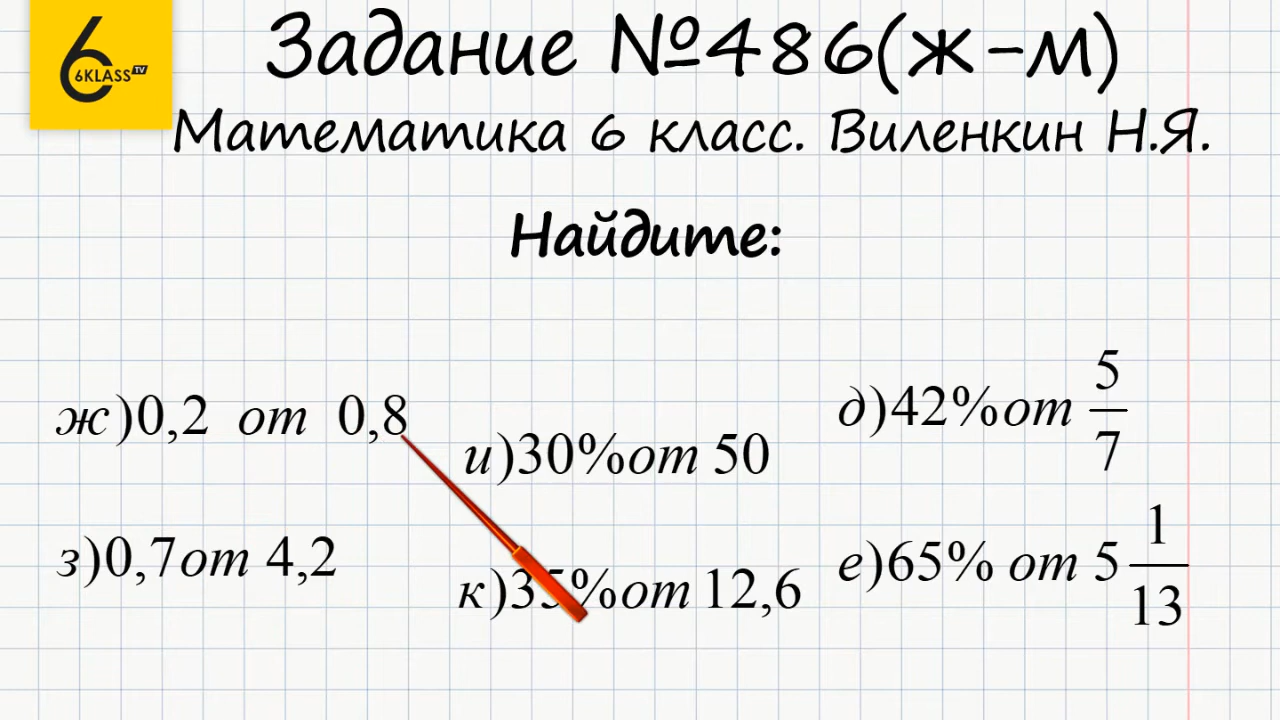 6KLASS TV
Задание №486(ж-м)
Математика 6 класс. Виленкин Н.Я.
Найдите:
ж)0,2 от 0,8
з)0,7от 4,2
и)30%от 50
к)35%от 12,6
д)42%от 5/7
е)65% от 5 1/13